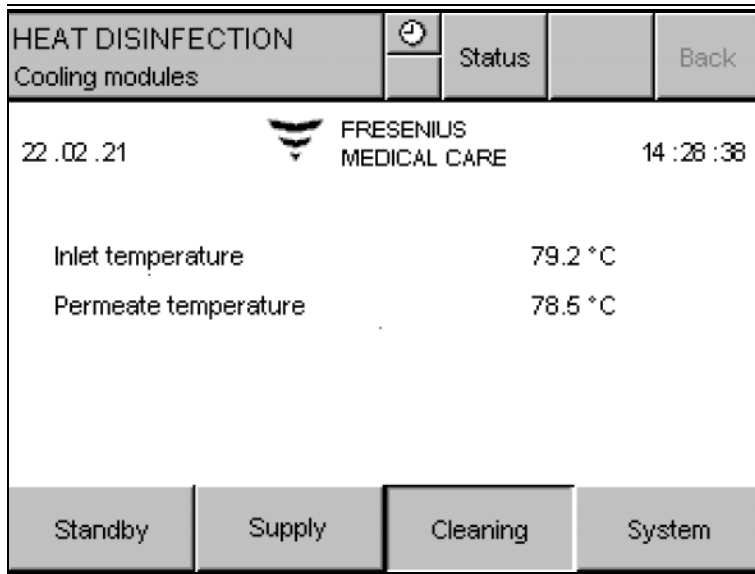 HEAT DISINFECTION
Cooling modules
Status
Back
22 .02 .21
FRESENIUS
MEDICAL CARE
14 :28 :38
Inlet temperature 79.2 °C
Permeate temperature 78.5 °C
Standby Supply Cleaning System